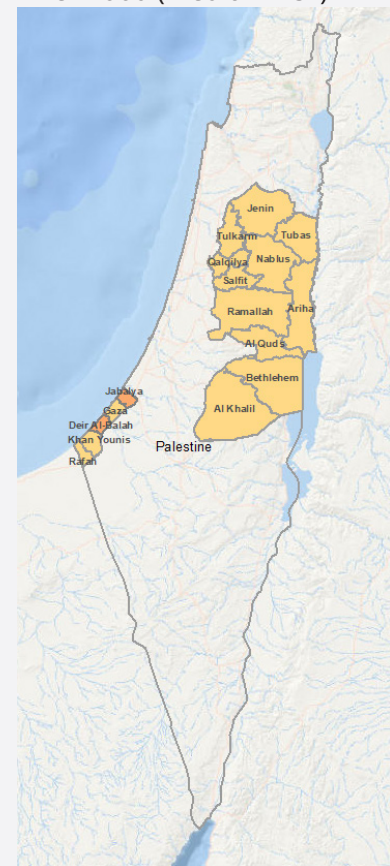 Jenin
Tulkarm
Tubas
Nablus
Qalqilya
Salfit
Ramallah
Ariha
Al Quds
Bethlehem
Jabalya
Al Khalil
Gaza
Deir Al-Balah
Khan Younis
Palestine
Rafah